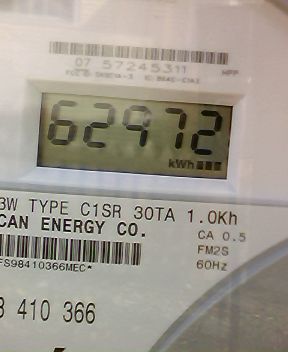 07 57245311
62972
kWh
3W TYPE C1SR 30TA 1.0Kh
CAN ENERGY CO.
CA 0.5
FM2S
60Hz
FS98410366MEC*
8 410 366